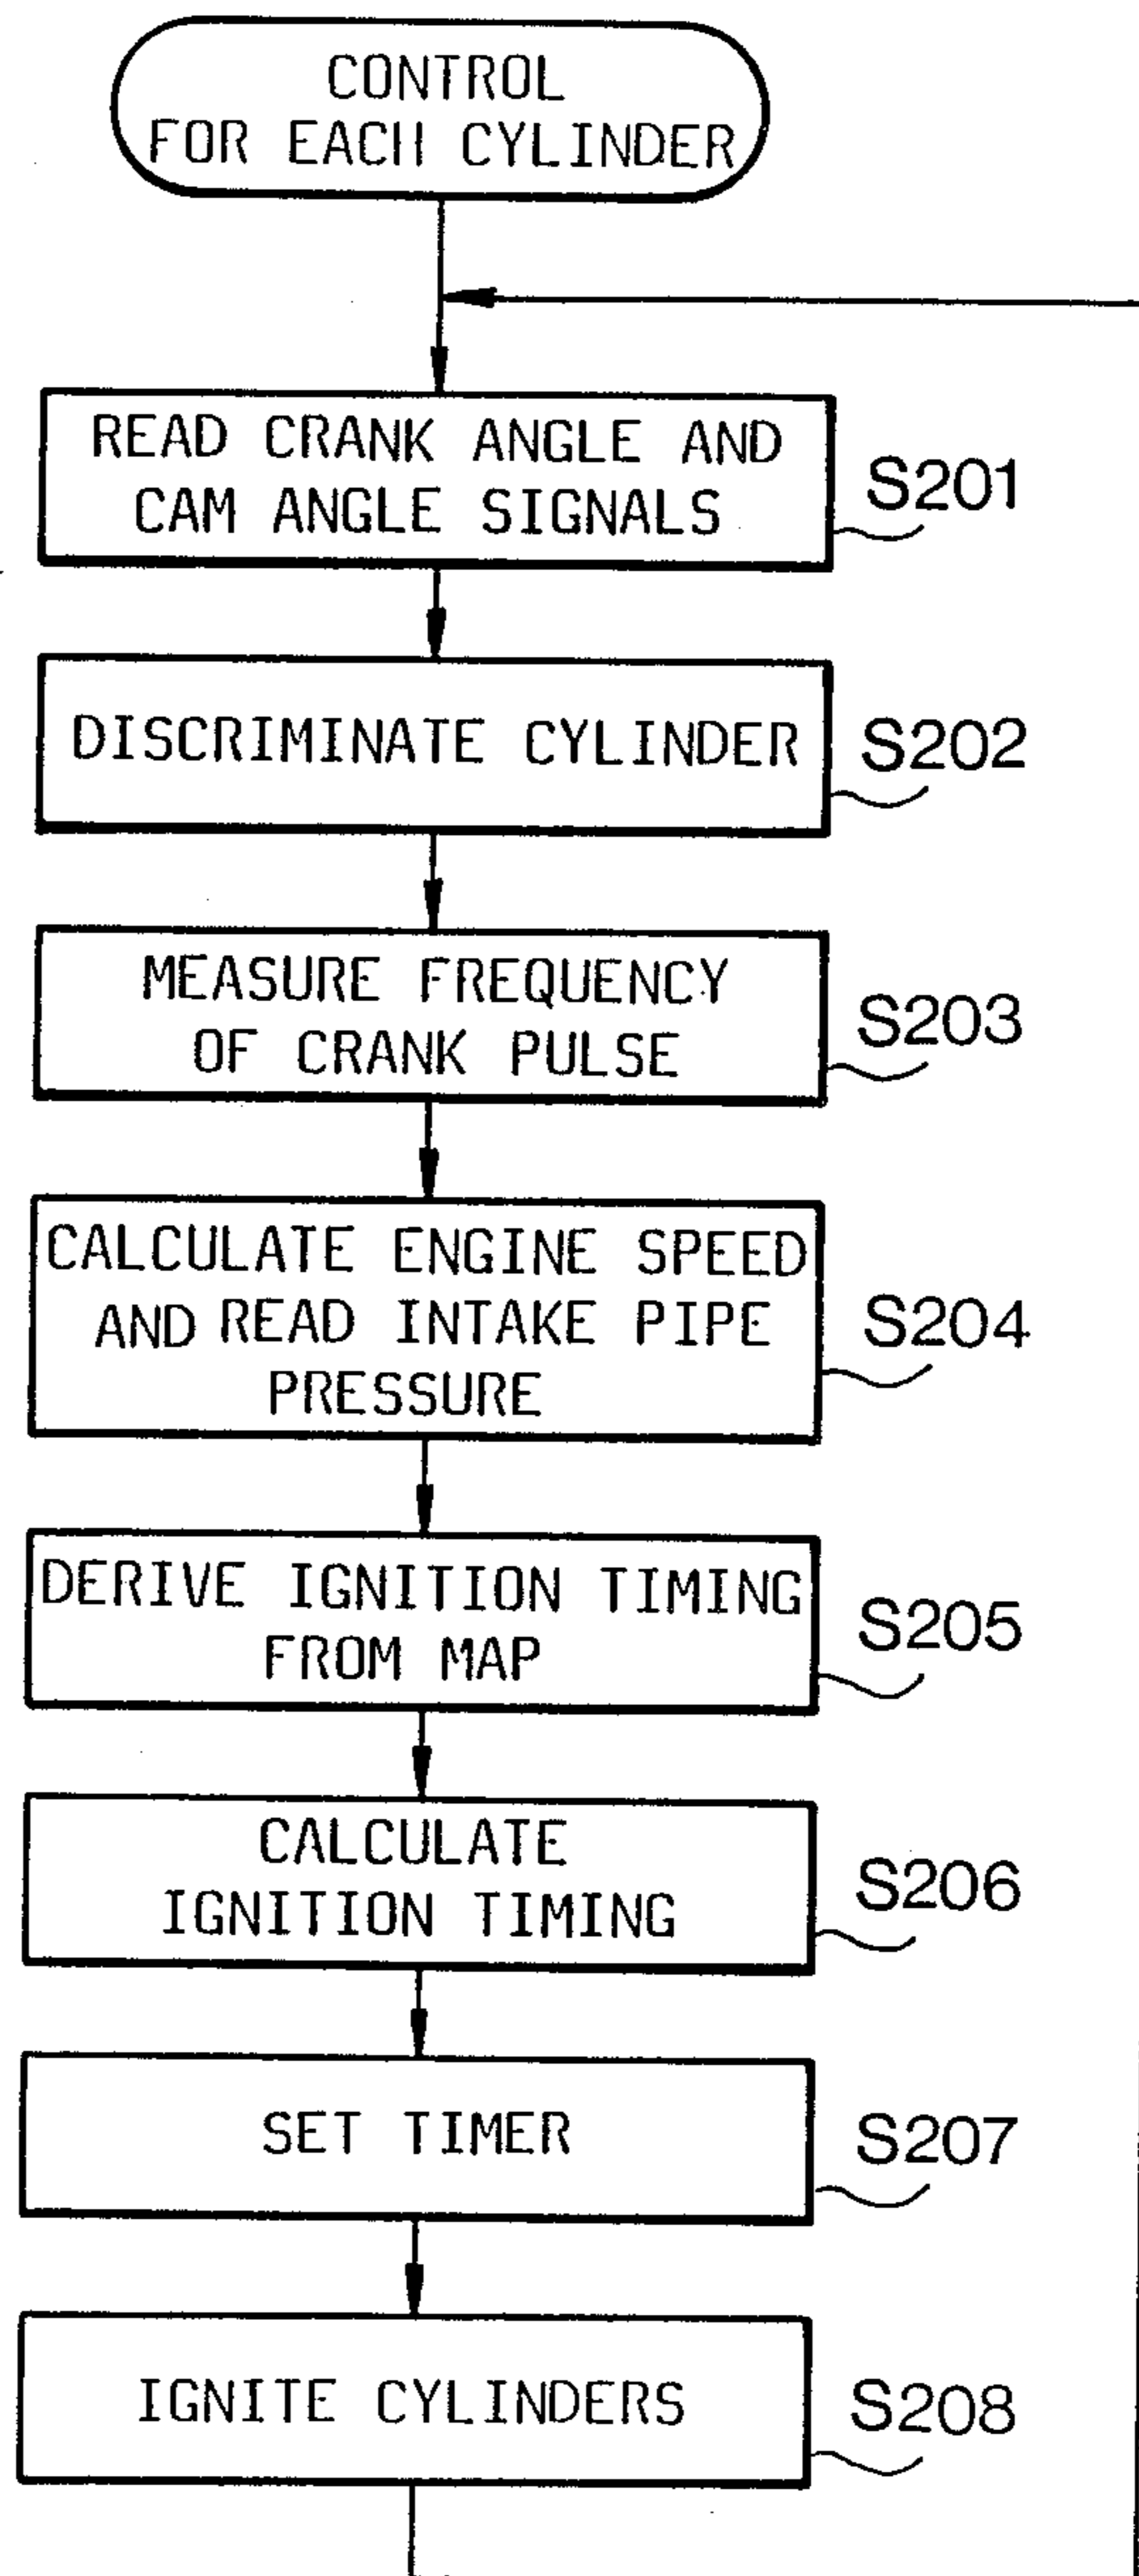 CONTROL
FOR EACH CYLINDER
READ CRANK ANGLE AND
CAM ANGLE SIGNALS
S201
DISCRIMINATE CYLINDER
S202
MEASURE FREQUENCY
OF CRANK PULSE
S203
CALCULATE ENGINE SPEED
AND READ INTAKE PIPE
PRESSURE
S204
DERIVE IGNITION TIMING
FROM MAP
S205
CALCULATE
IGNITION TIMING
S206
SET TIMER
S207
IGNITE CYLINDERS
S208